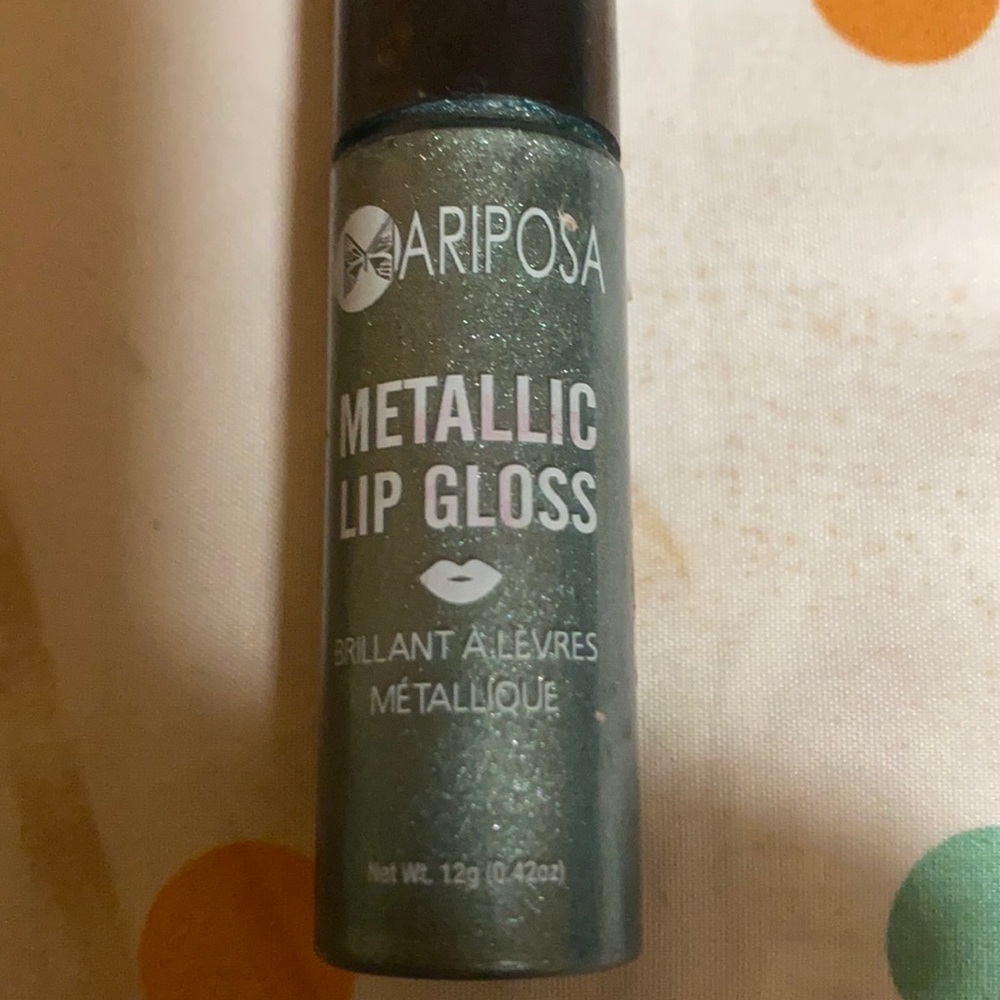 MARIPOSA
METALLIC
LIP GLOSS
BRILLANT À LÈVRES
MÉTALLIQUE
Net Wt. 12g (0.42oz)